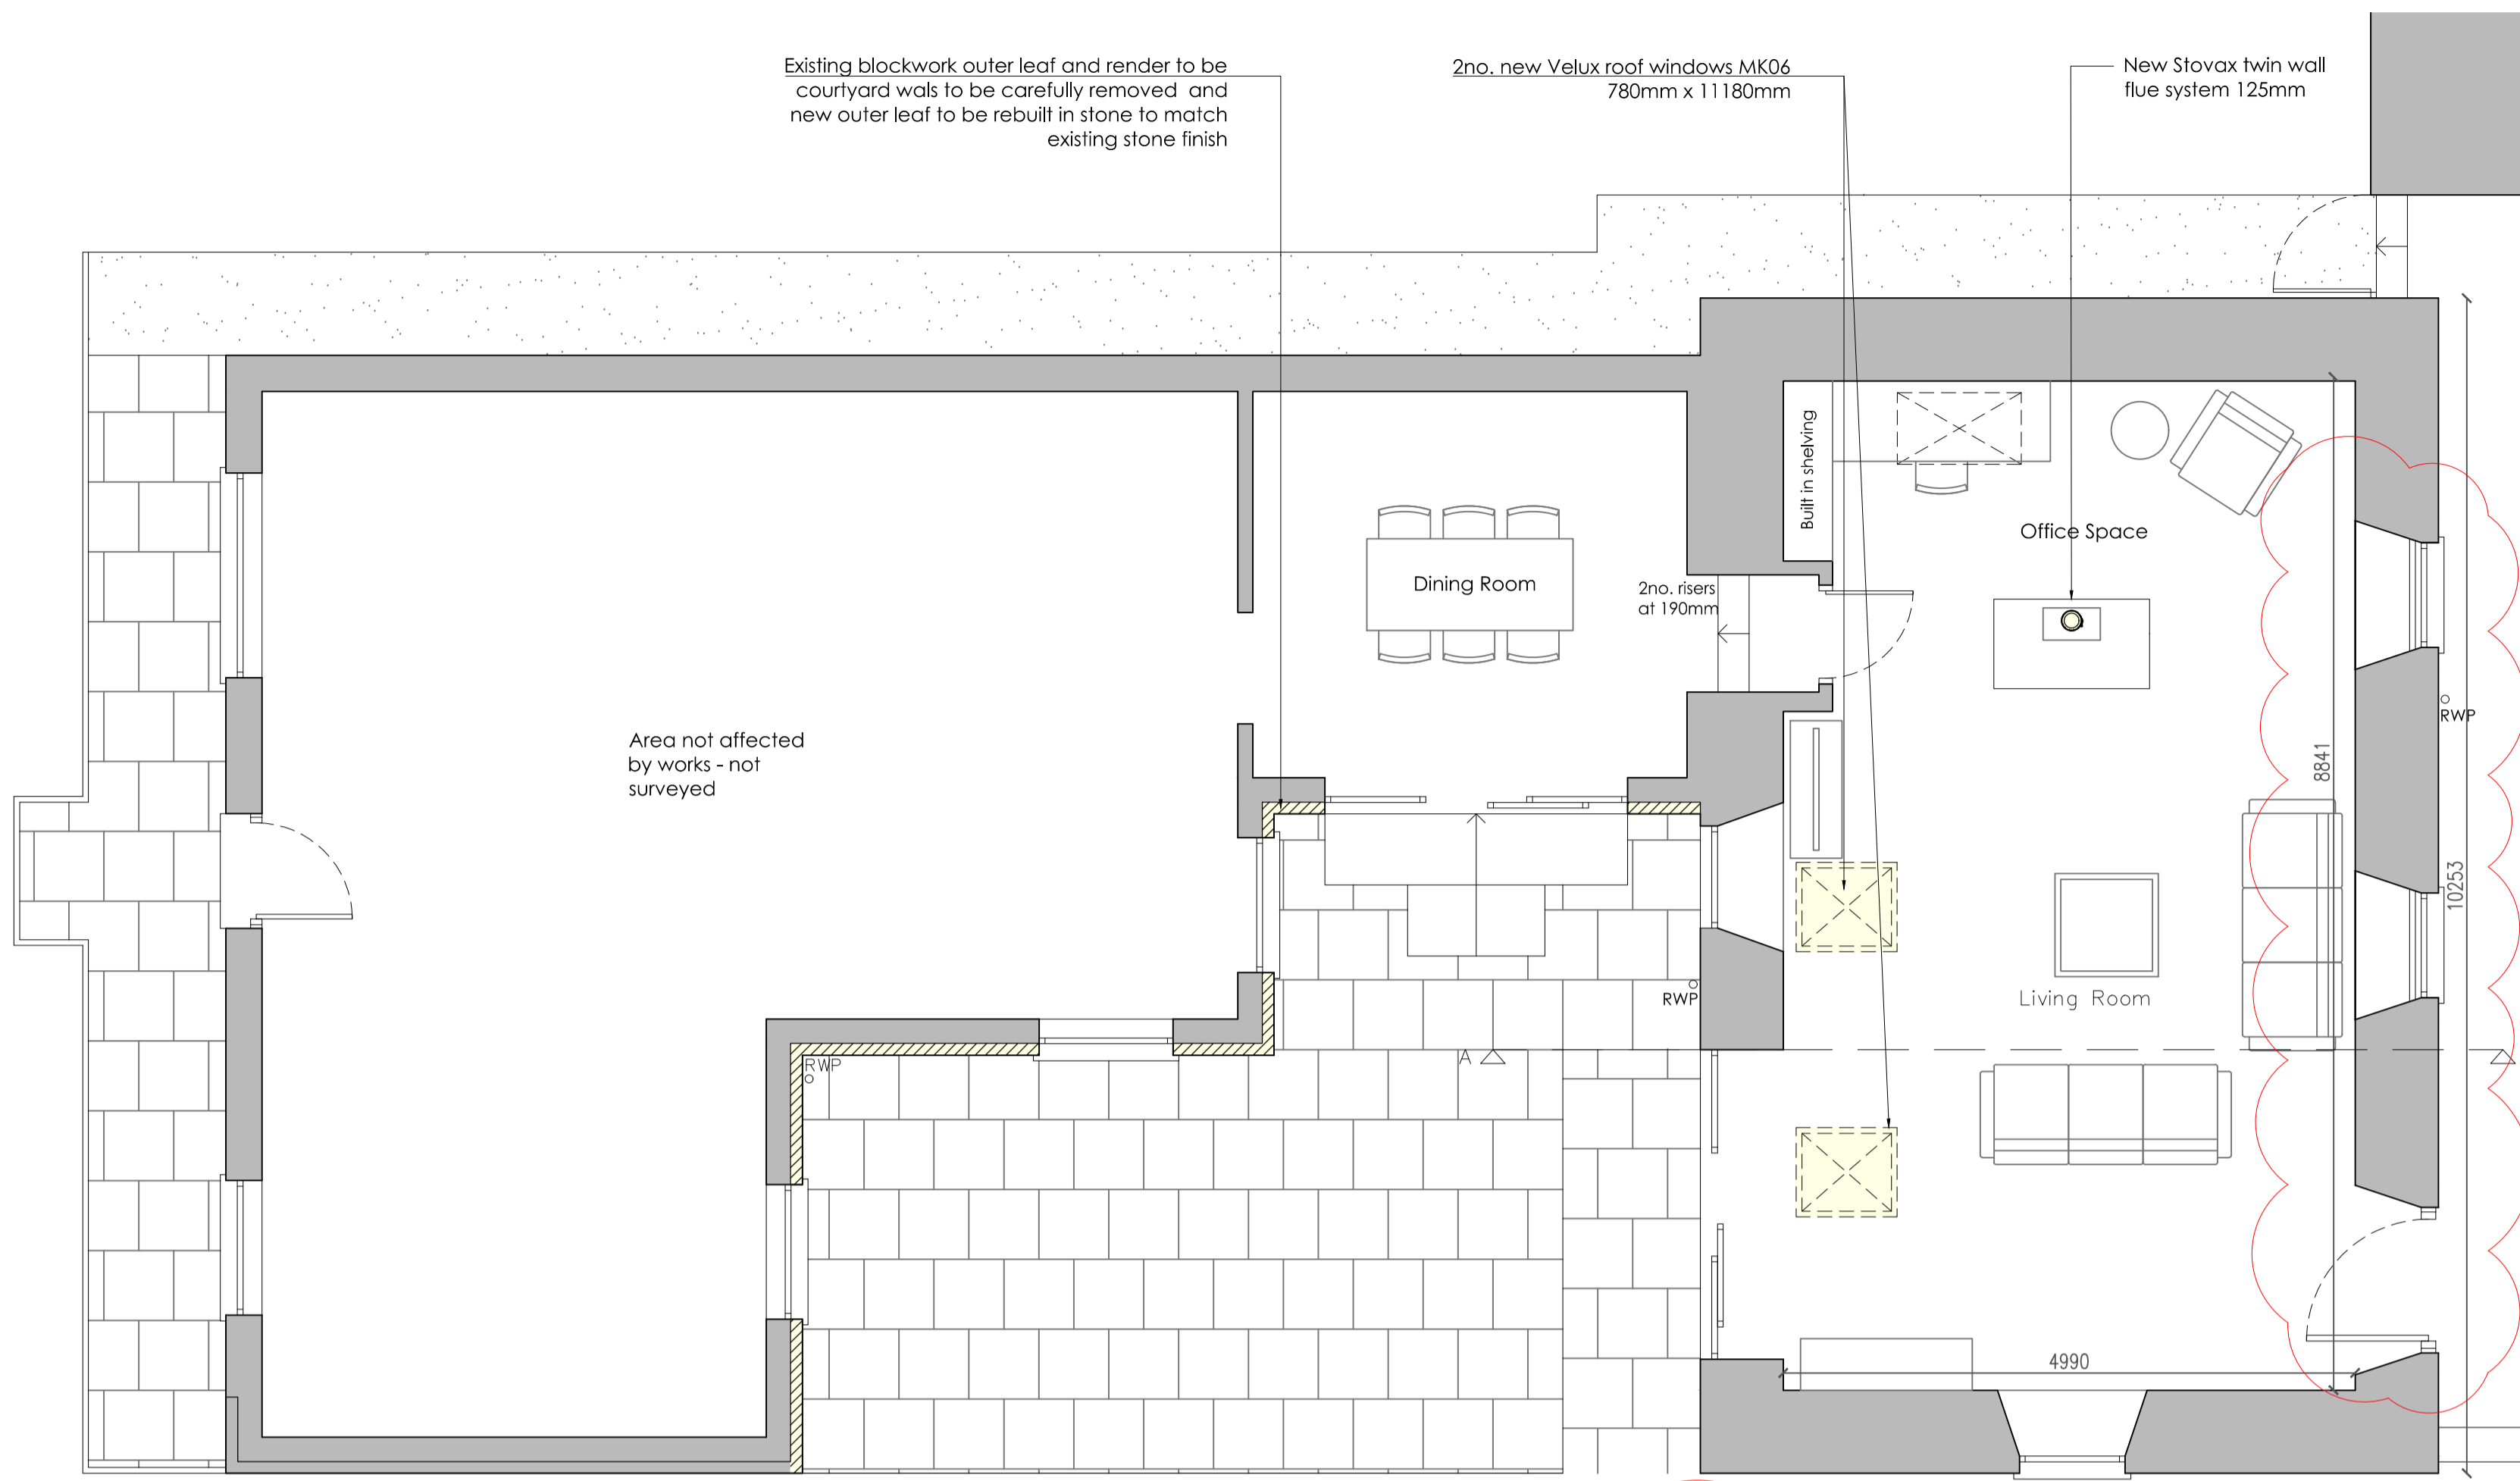 Existing blockwork outer leaf and render to be
courtyard wals to be carefully removed and
new outer leaf to be rebuilt in stone to match
existing stone finish
2no. new Velux roof windows MK06
780mm x 11180mm
New Stovax twin wall
flue system 125mm
Built in shelving
Office Space
Dining Room
2no. risers
at 190mm
RWP
Area not affected
by works - not
surveyed
8841
10253
RWP
Living Room
A
RWP
4990